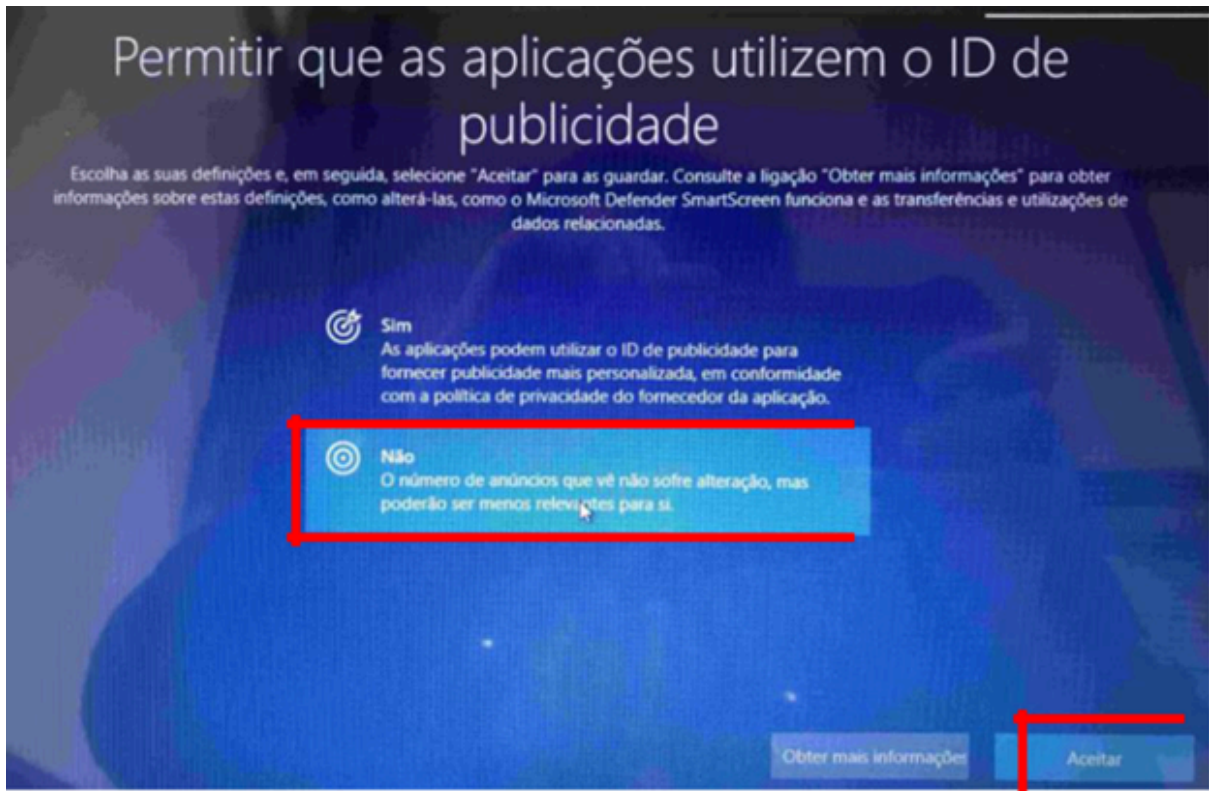 Permitir que as aplicações utilizem o ID de
publicidade
Escolha as suas definições e, em seguida, selecione "Aceitar" para as guardar. Consulte a ligação "Obter mais informações" para obter
informações sobre estas definições, como alterá-las, como o Microsoft Defender SmartScreen funciona e as transferências e utilizações de
dados relacionadas.
Sim
As aplicações podem utilizar o ID de publicidade para
fornecer publicidade mais personalizada, em conformidade
com a política de privacidade do fornecedor da aplicação.
Não
O número de anúncios que vê não sofre alteração, mas
poderão ser menos relevantes para si.
Obter mais informações
Aceitar